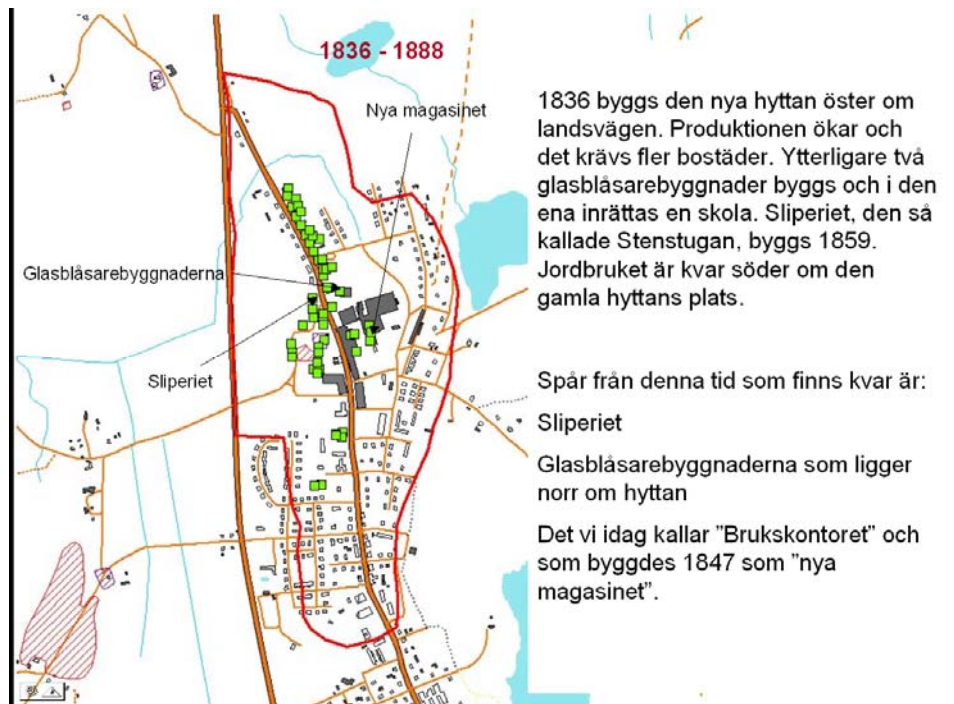 1836 - 1888
Nya magasinet
Glasblåsarebyggnaderna
Sliperiet
1836 byggs den nya hyttan öster om
landsvägen. Produktionen ökar och
det krävs fler bostäder. Ytterligare två
glasblåsarebyggnader byggs och i den
ena inrättas en skola. Sliperiet, den så
kallade Stenstugan, byggs 1859.
Jordbruket är kvar söder om den
gamla hyttans plats.
Spår från denna tid som finns kvar är:
Sliperiet
Glasblåsarebyggnaderna som ligger
norr om hyttan
Det vi idag kallar ”Brukskontoret” och
som byggdes 1847 som ”nya
magasinet”.